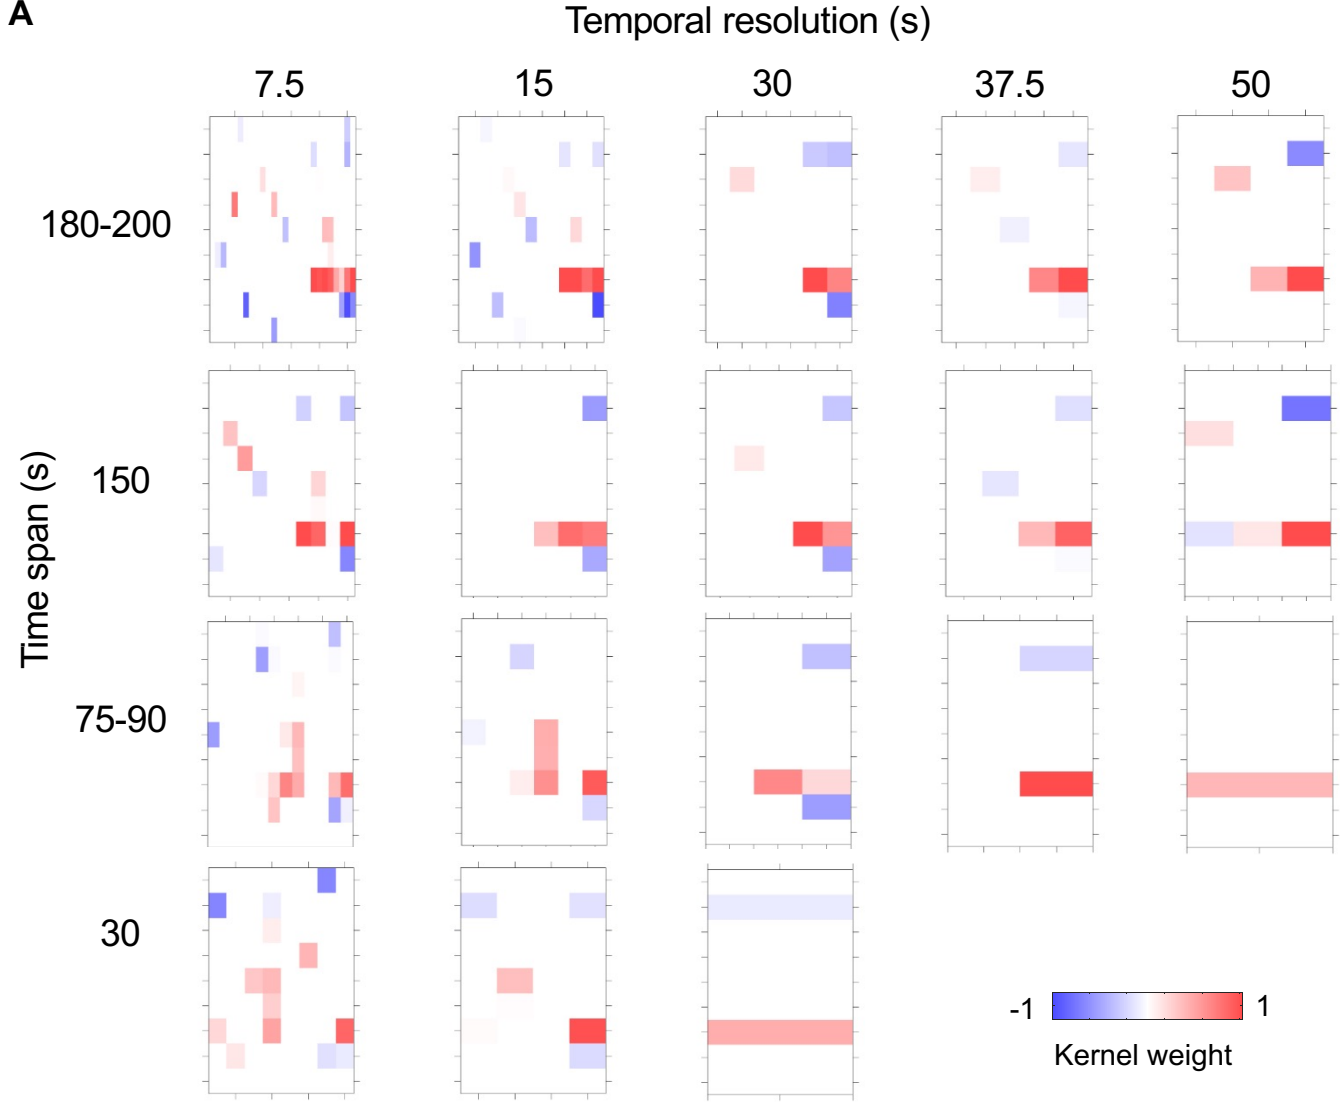 A
Temporal resolution (s)
7.5 15 30 37.5 50
Time span (s)
180-200
150
75-90
30
-1 1
Kernel weight